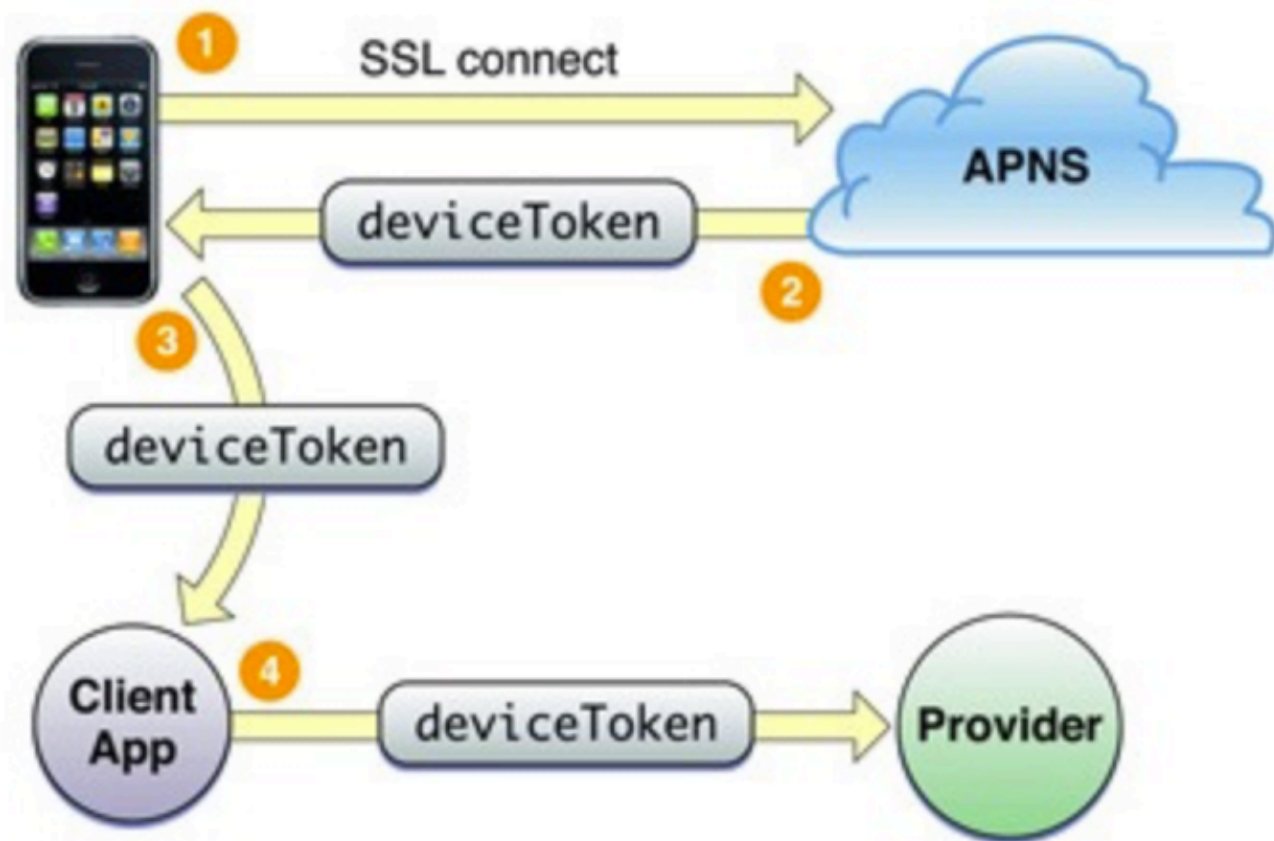 1
SSL connect
APNS
deviceToken
2
3
deviceToken
4
Client
App
deviceToken
Provider